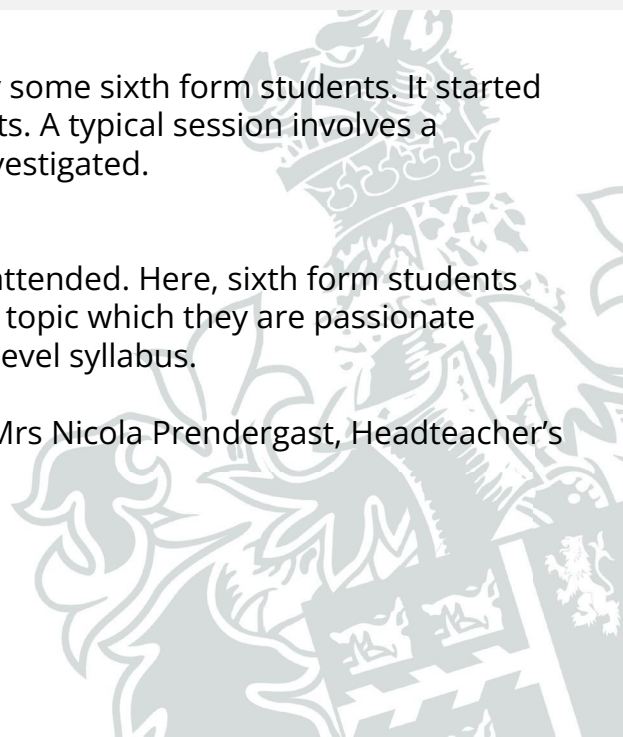 some sixth form students. It started
ts. A typical session involves a
vestigated.
attended. Here, sixth form students
topic which they are passionate
evel syllabus.
Mrs Nicola Prendergast, Headteacher’s